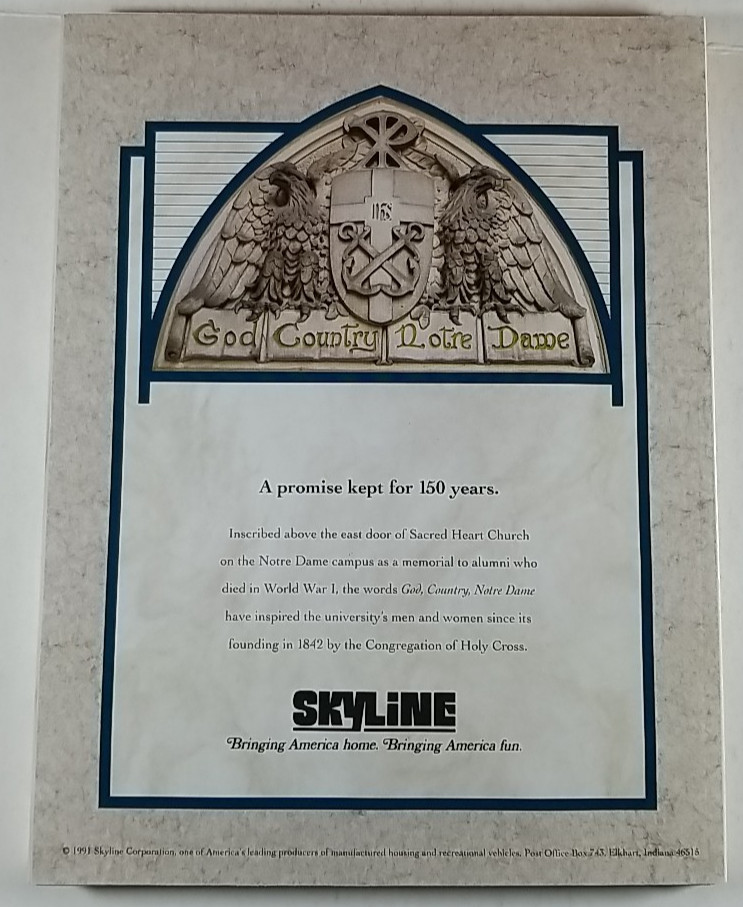 IHS
God Country Notre Dame
A promise kept for 150 years.
Inscribed above the east door of Sacred Heart Church
on the Notre Dame campus as a memorial to alumni who
died in World War I, the words God, Country, Notre Dame
have inspired the university's men and women since its
founding in 1842 by the Congregation of Holy Cross.
SKYLiNE
Bringing America home. Bringing America fun.
© 1991 Skyline Corporation, one of America's leading producers of manufactured housing and recreational vehicles. Post Office Box 743, Elkhart, Indiana 46515